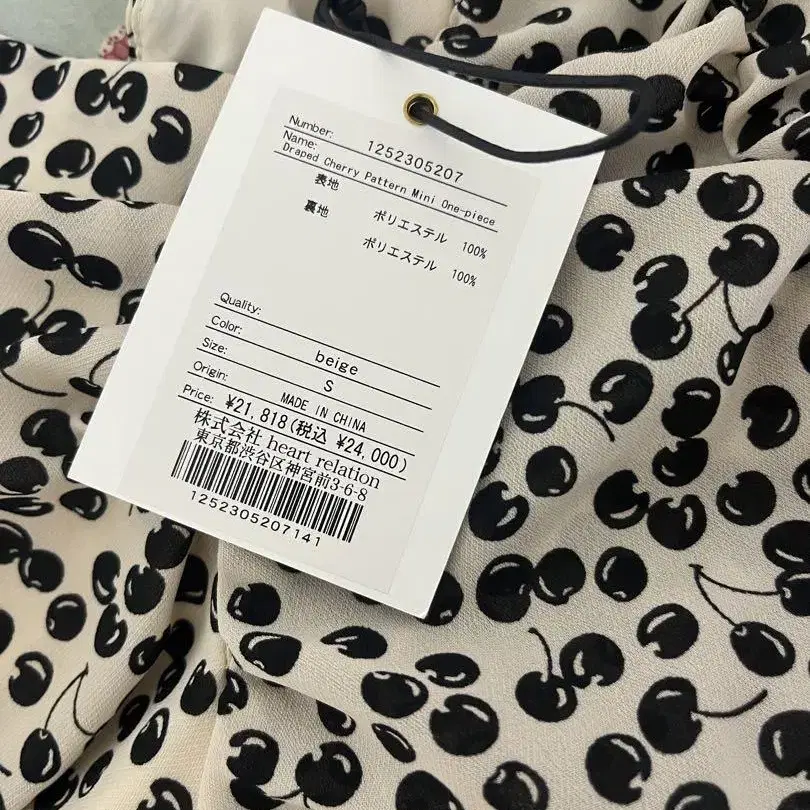 Number: 1252305207
Name:
Draped Cherry Pattern Mini One-piece
表地 ポリエステル 100%
裏地 ポリエステル 100%
Quality:
Color: beige
Size: S
Origin: MADE IN CHINA
Price: ¥21,818(税込 ¥24,000)
株式会社 heart relation
東京都渋谷区神宮前3-6-8
1252305207141